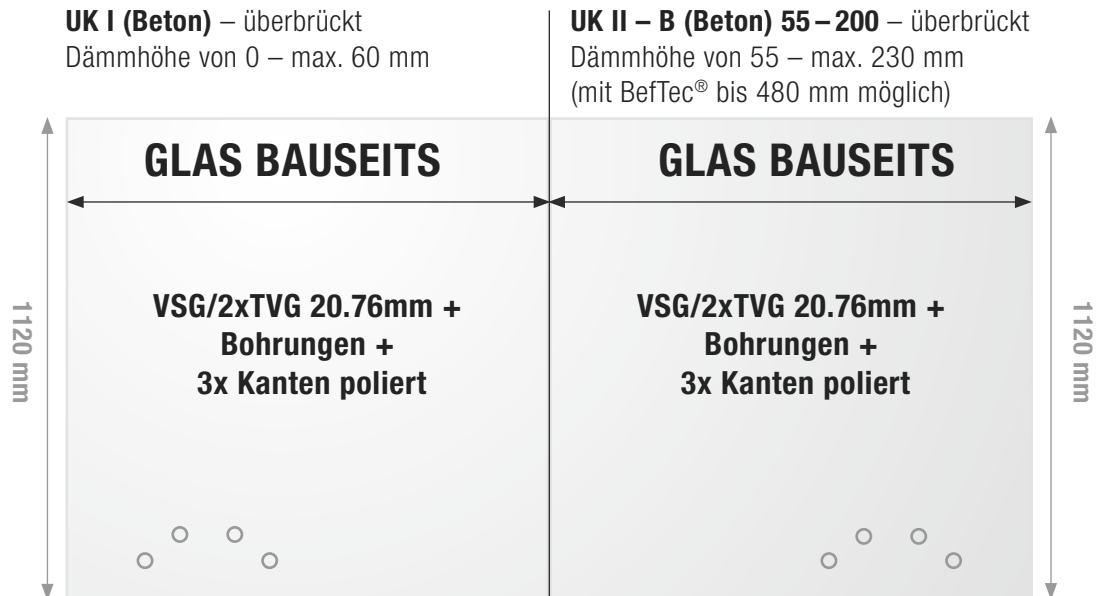 UK I (Beton) – überbrückt
Dämmhöhe von 0 – max. 60 mm
UK II – B (Beton) 55 – 200 – überbrückt
Dämmhöhe von 55 – max. 230 mm
(mit BefTec® bis 480 mm möglich)
GLAS BAUSEITS
GLAS BAUSEITS
1120 mm
VSG/2xTVG 20.76mm +
Bohrungen +
3x Kanten poliert
VSG/2xTVG 20.76mm +
Bohrungen +
3x Kanten poliert
1120 mm